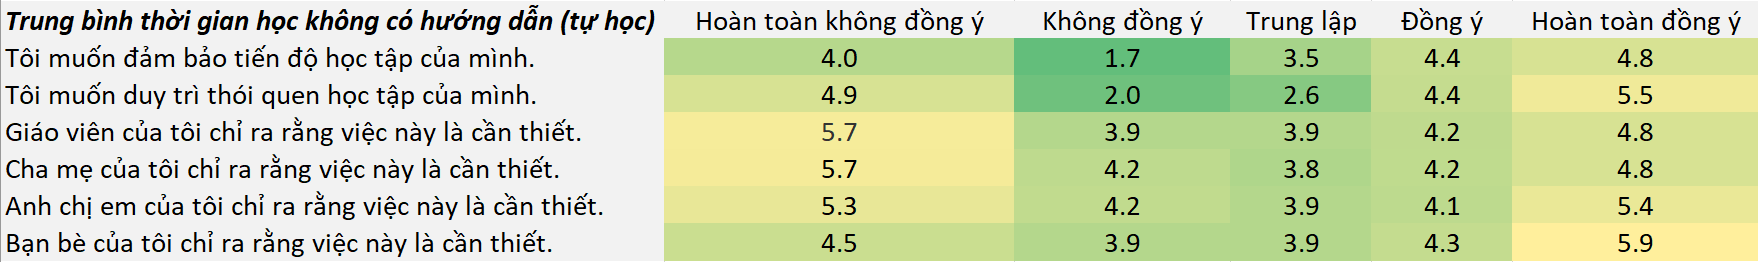 Trung bình thời gian học không có hướng dẫn (tự học) Hoàn toàn không đồng ý Không đồng ý Trung lập Đồng ý Hoàn toàn đồng ý
Tôi muốn đảm bảo tiến độ học tập của mình. 4.0 1.7 3.5 4.4 4.8
Tôi muốn duy trì thói quen học tập của mình. 4.9 2.0 2.6 4.4 5.5
Giáo viên của tôi chỉ ra rằng việc này là cần thiết. 5.7 3.9 3.9 4.2 4.8
Cha mẹ của tôi chỉ ra rằng việc này là cần thiết. 5.7 4.2 3.8 4.2 4.8
Anh chị em của tôi chỉ ra rằng việc này là cần thiết. 5.3 4.2 3.9 4.1 5.4
Bạn bè của tôi chỉ ra rằng việc này là cần thiết. 4.5 3.9 3.9 4.3 5.9